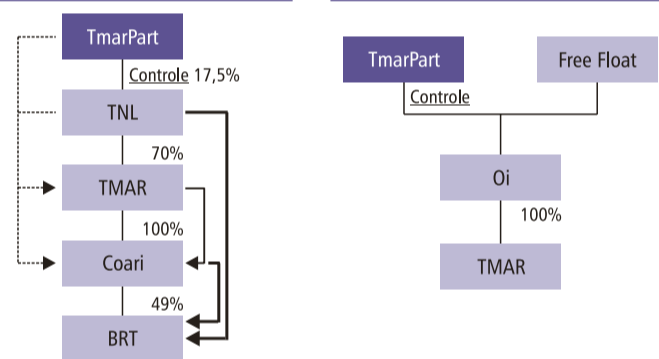 TmarPart
Controle 17,5%
TNL
70%
TMAR
100%
Coari
49%
BRT
TmarPart
Free Float
Controle
Oi
100%
TMAR